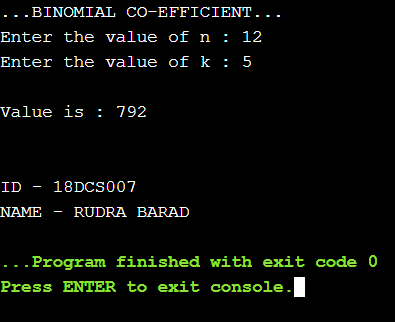 ...BINOMIAL CO-EFFICIENT...
Enter the value of n : 12
Enter the value of k : 5
Value is : 792
ID - 18DCS007
NAME - RUDRA BARAD
...Program finished with exit code 0
Press ENTER to exit console.